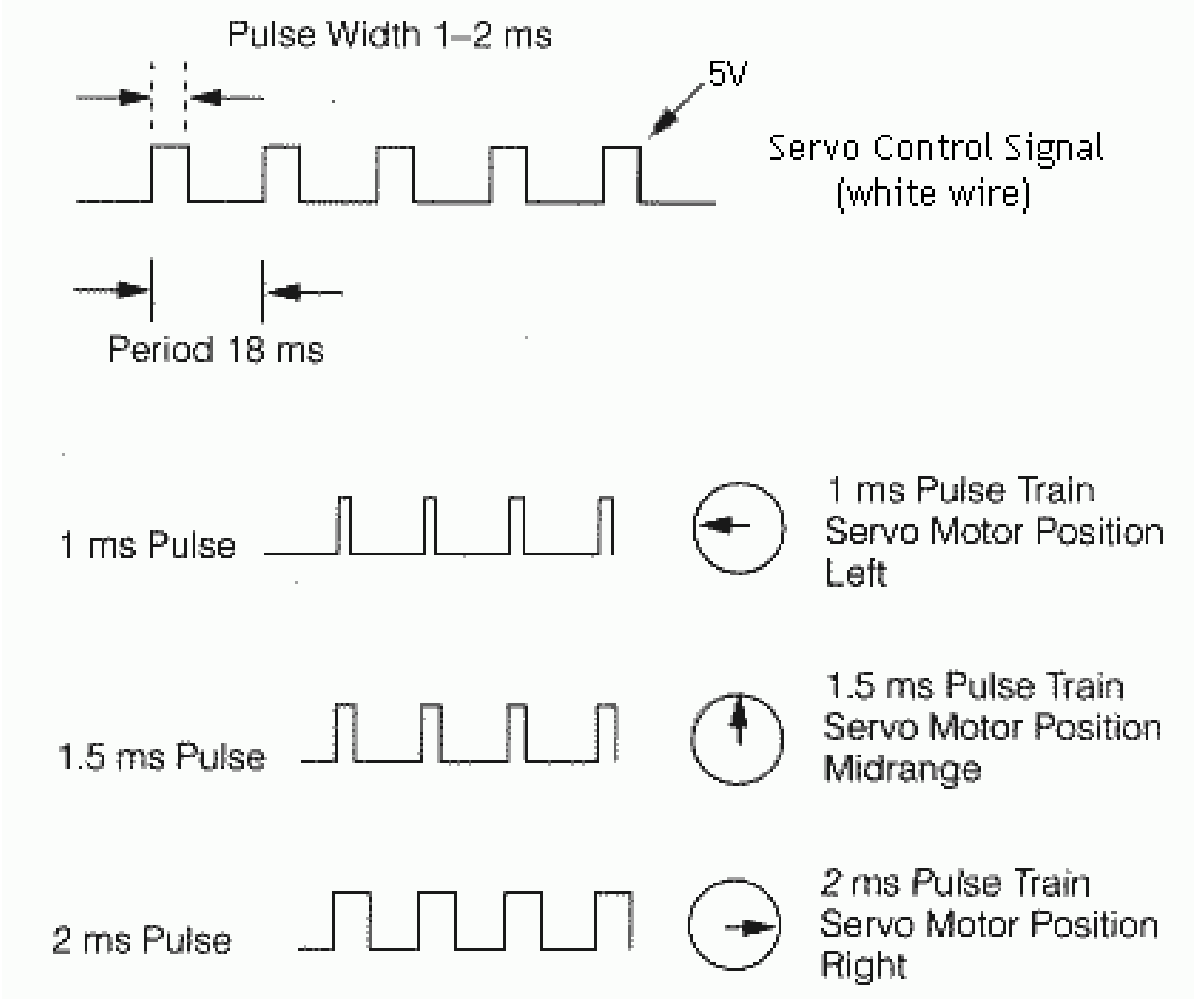 Pulse Width 1–2 ms
5V
Servo Control Signal
(white wire)
Period 18 ms
1 ms Pulse
1 ms Pulse Train
Servo Motor Position
Left
1.5 ms Pulse
1.5 ms Pulse Train
Servo Motor Position
Midrange
2 ms Pulse
2 ms Pulse Train
Servo Motor Position
Right